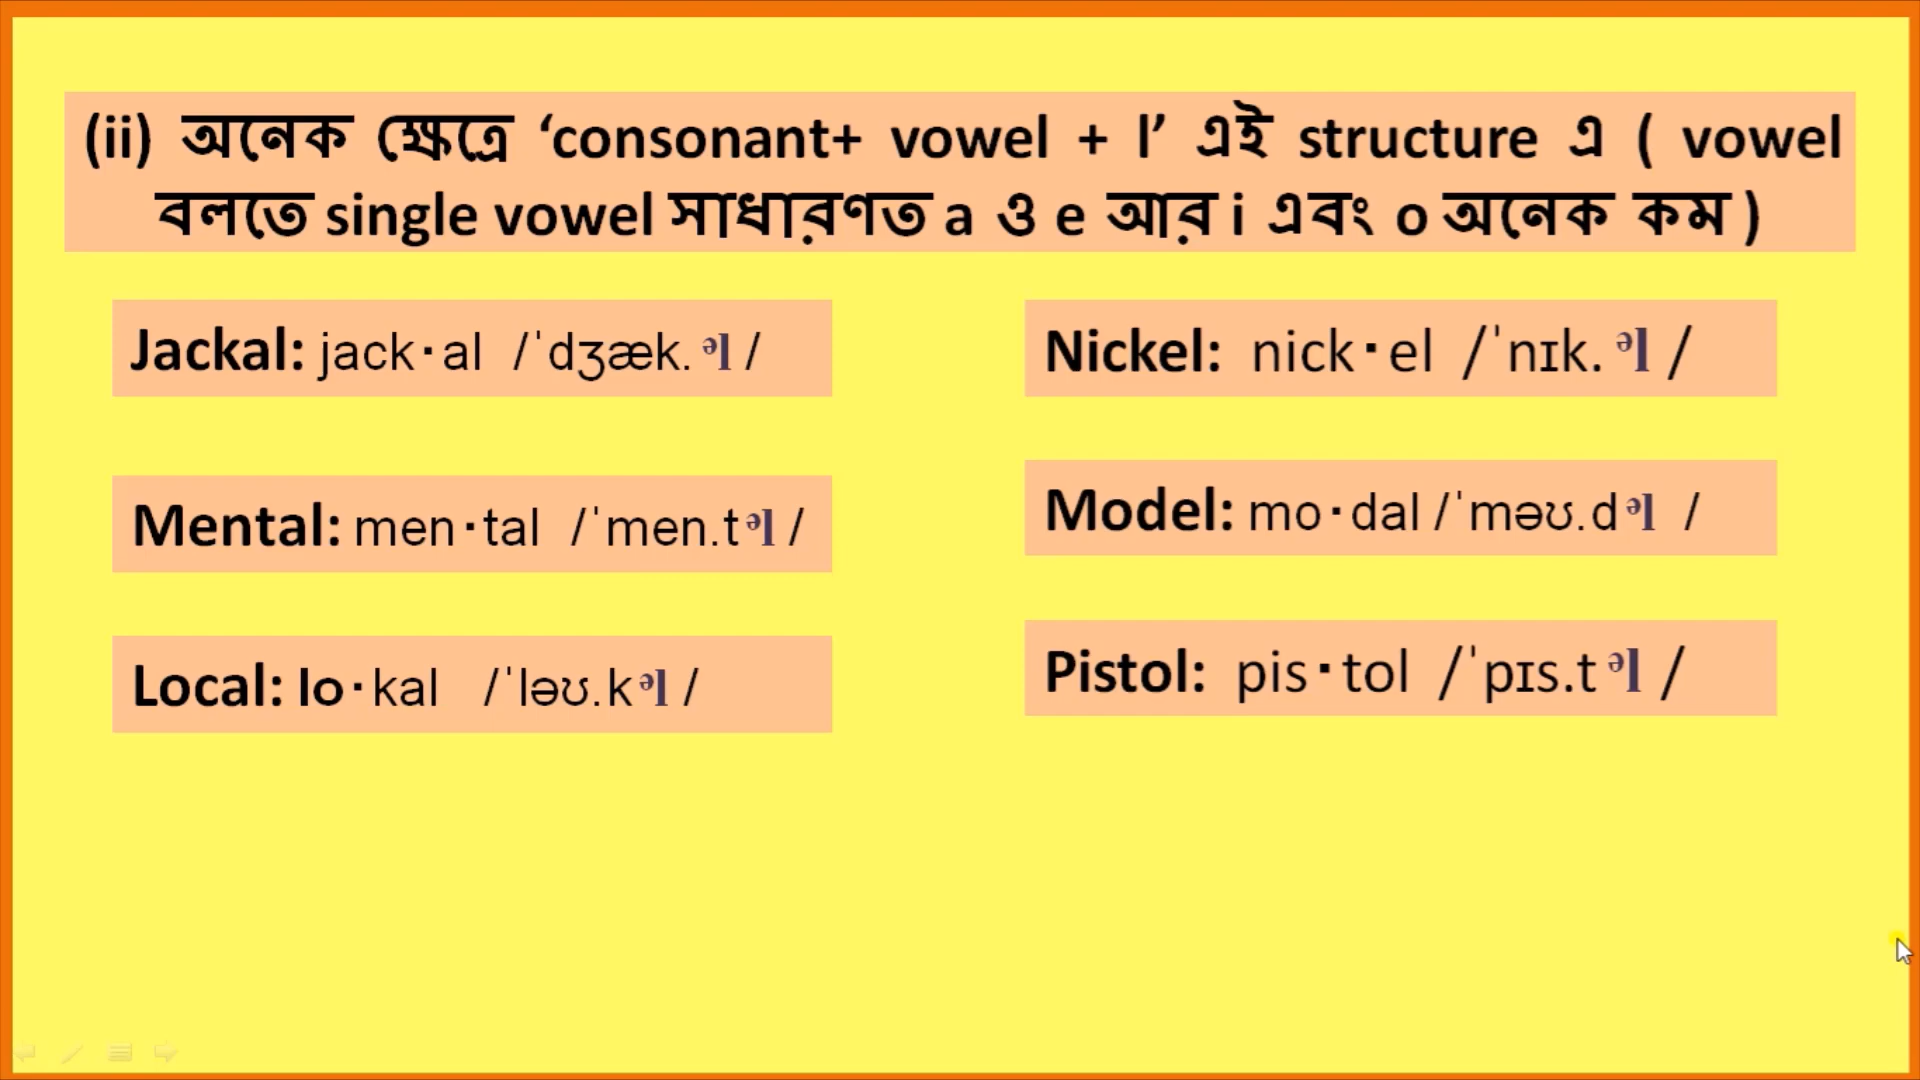 (ii) অনেক ক্ষেত্রে ‘consonant+ vowel + l’ এই structure এ ( vowel
বলতে single vowel সাধারণত a ও e আর i এবং o অনেক কম )
Jackal: jack·al /ˈdʒæk. ᵊl /
Nickel: nick·el /ˈnɪk. ᵊl /
Mental: men·tal /ˈmen.tᵊl /
Model: mo·dal /ˈməʊ.dᵊl /
Local: lo·kal /ˈləʊ.kᵊl /
Pistol: pis·tol /ˈpɪs.tᵊl /